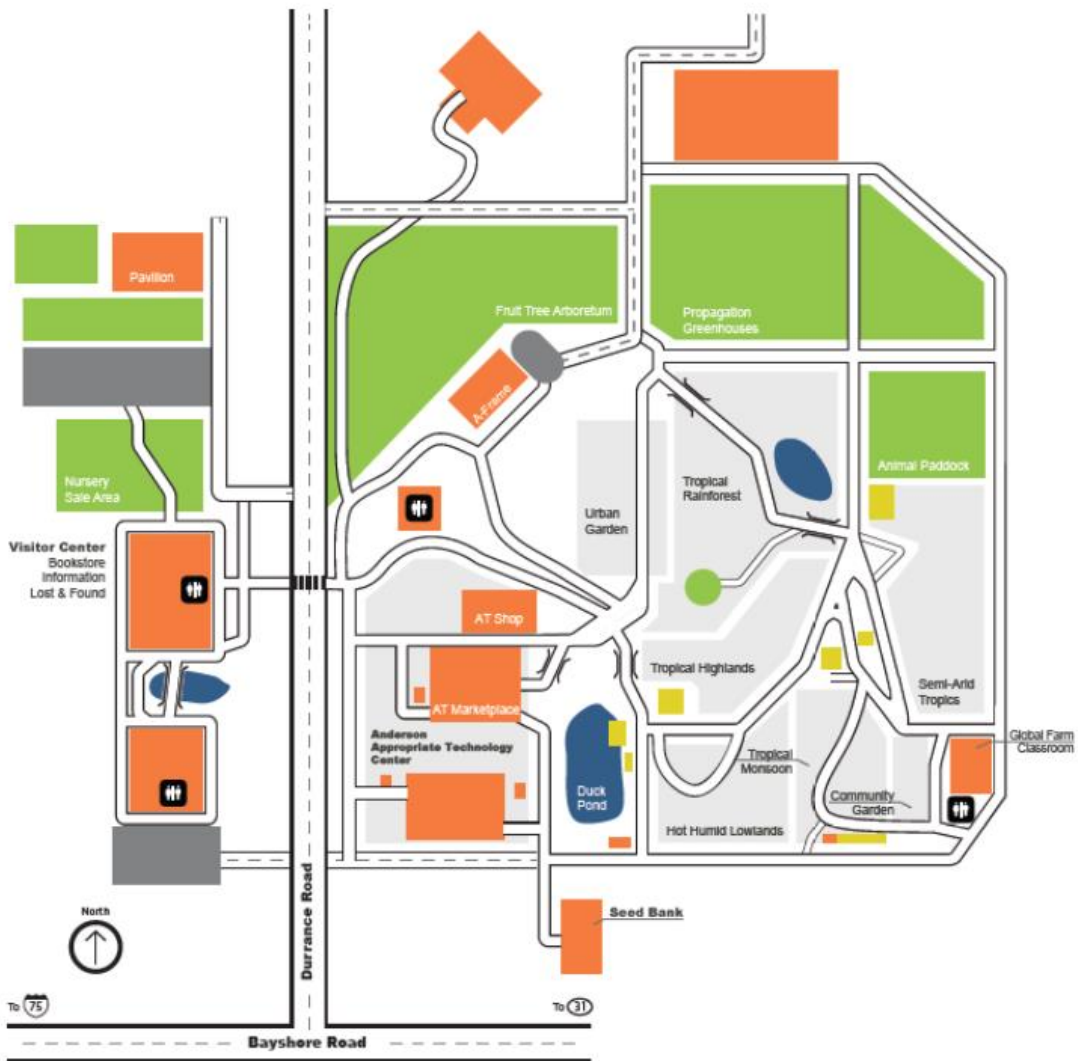 Pavilion
Fruit Tree Arboretum
Propagation
Greenhouses
A-Frame
Nursery
Sale Area
Animal Paddock
Tropical
Rainforest
Urban
Garden
Visitor Center
Bookstore
Information
Lost & Found
AT Shop
Tropical Highlands
Semi-Arid
Tropics
AT Marketplace
Anderson
Appropriate Technology
Center
Global Farm
Classroom
Tropical
Monsoon
Duck
Pond
Community
Garden
Hot Humid Lowlands
Durrance Road
North
Seed Bank
To 75
To 31
Bayshore Road